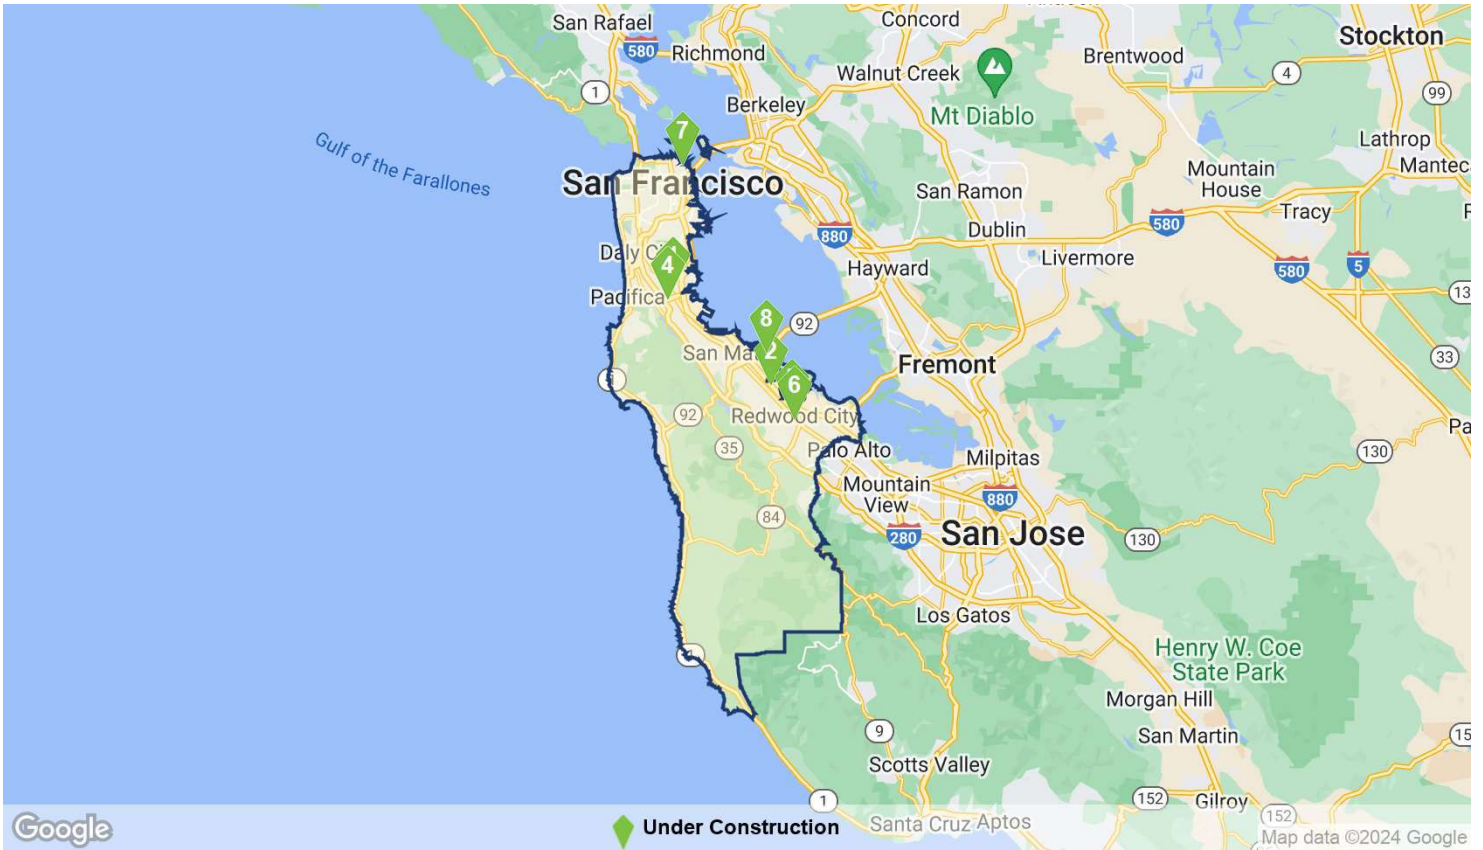 San Rafael
Concord
Stockton
580
Richmond
Brentwood
Walnut Creek
4
1
99
Berkeley
Mt Diablo
Lathrop
Gulf of the Farallones
7
Mountain
House
Mantec
San Francisco
San Ramon
Tracy
580
Dublin
880
Daly Ci
Livermore
5
4
Hayward
580
Pacifica
13
8
92
San Ma
2
Fremont
33
6
92
Redwood City
35
Palo Alto
Milpitas
130
Pa
Mountain
View
880
84
San Jose
280
130
Los Gatos
Henry W. Coe
State Park
Morgan Hill
9
San Martin
15
Scotts Valley
1
152
Gilroy
152
Google
Under Construction
Santa Cruz
Aptos
Map data ©2024 Google